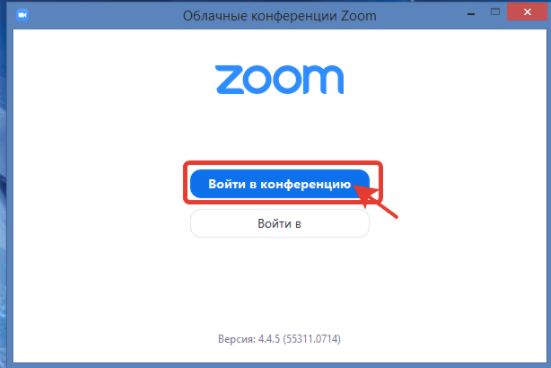 Облачные конференции Zoom
zoom
Войти в конференцию
Войти в
Версия: 4.4.5 (55311.0714)